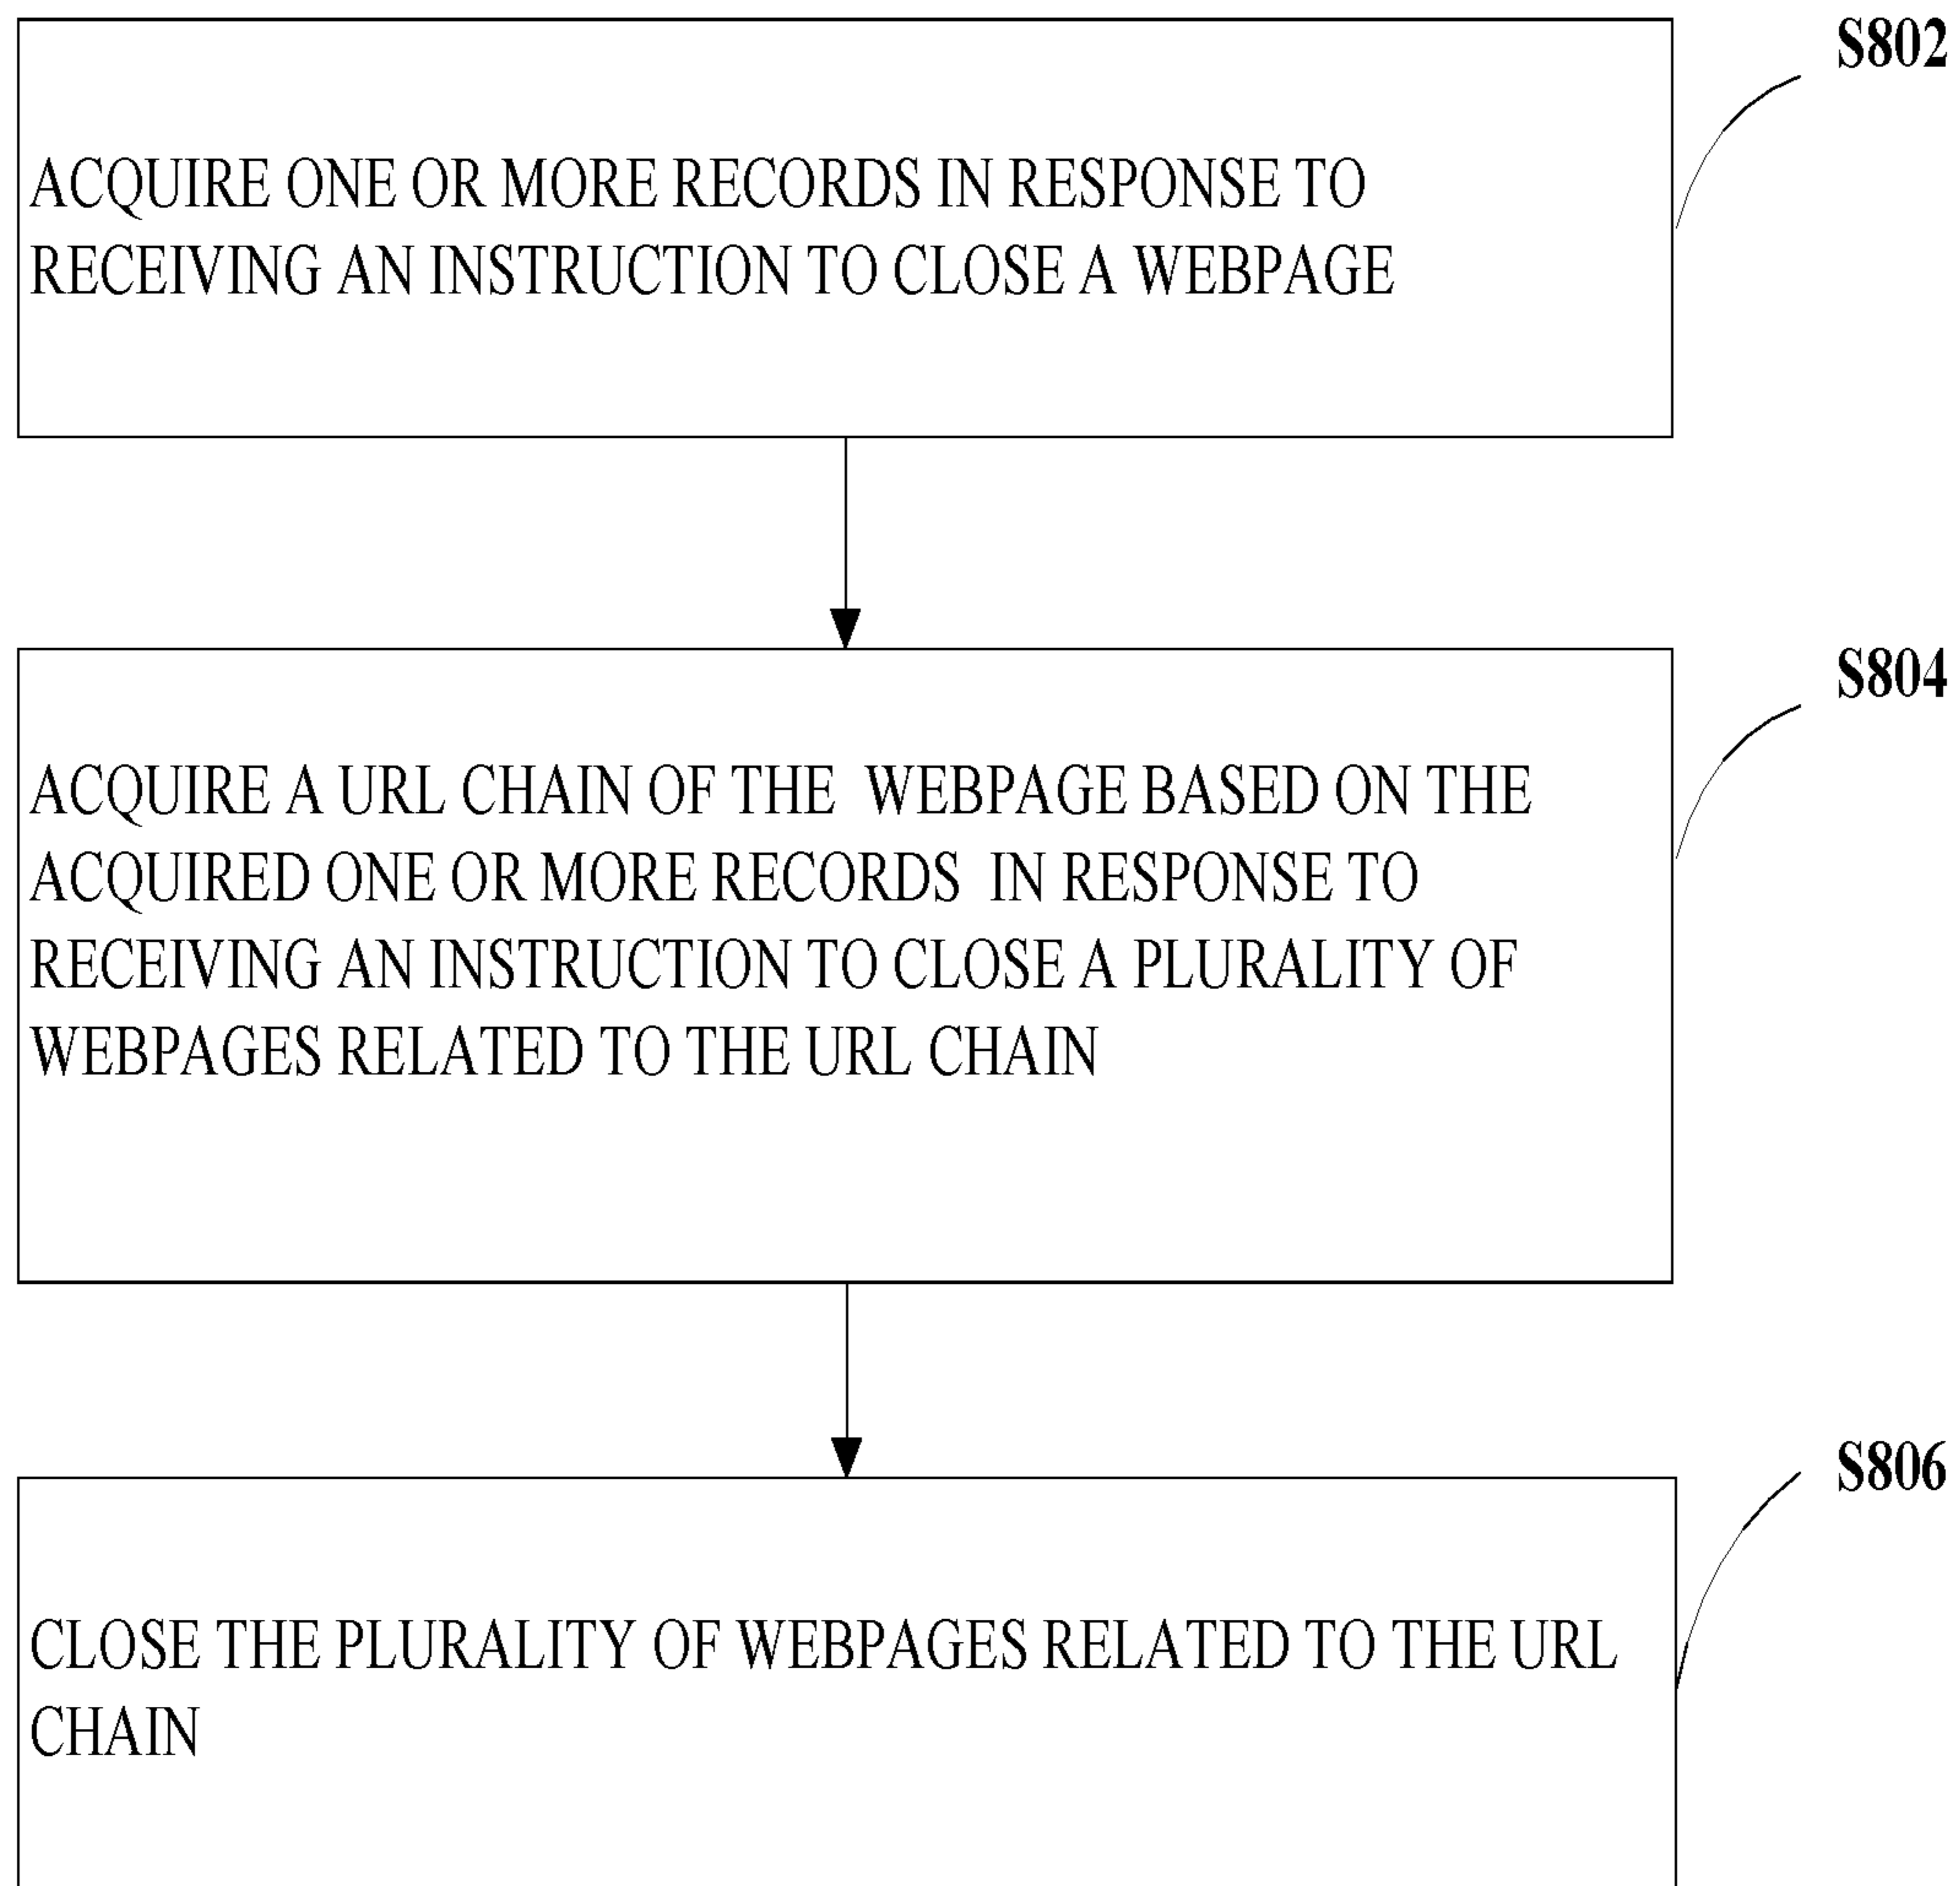 S802
ACQUIRE ONE OR MORE RECORDS IN RESPONSE TO
RECEIVING AN INSTRUCTION TO CLOSE A WEBPAGE
S804
ACQUIRE A URL CHAIN OF THE WEBPAGE BASED ON THE
ACQUIRED ONE OR MORE RECORDS IN RESPONSE TO
RECEIVING AN INSTRUCTION TO CLOSE A PLURALITY OF
WEBPAGES RELATED TO THE URL CHAIN
S806
CLOSE THE PLURALITY OF WEBPAGES RELATED TO THE URL
CHAIN